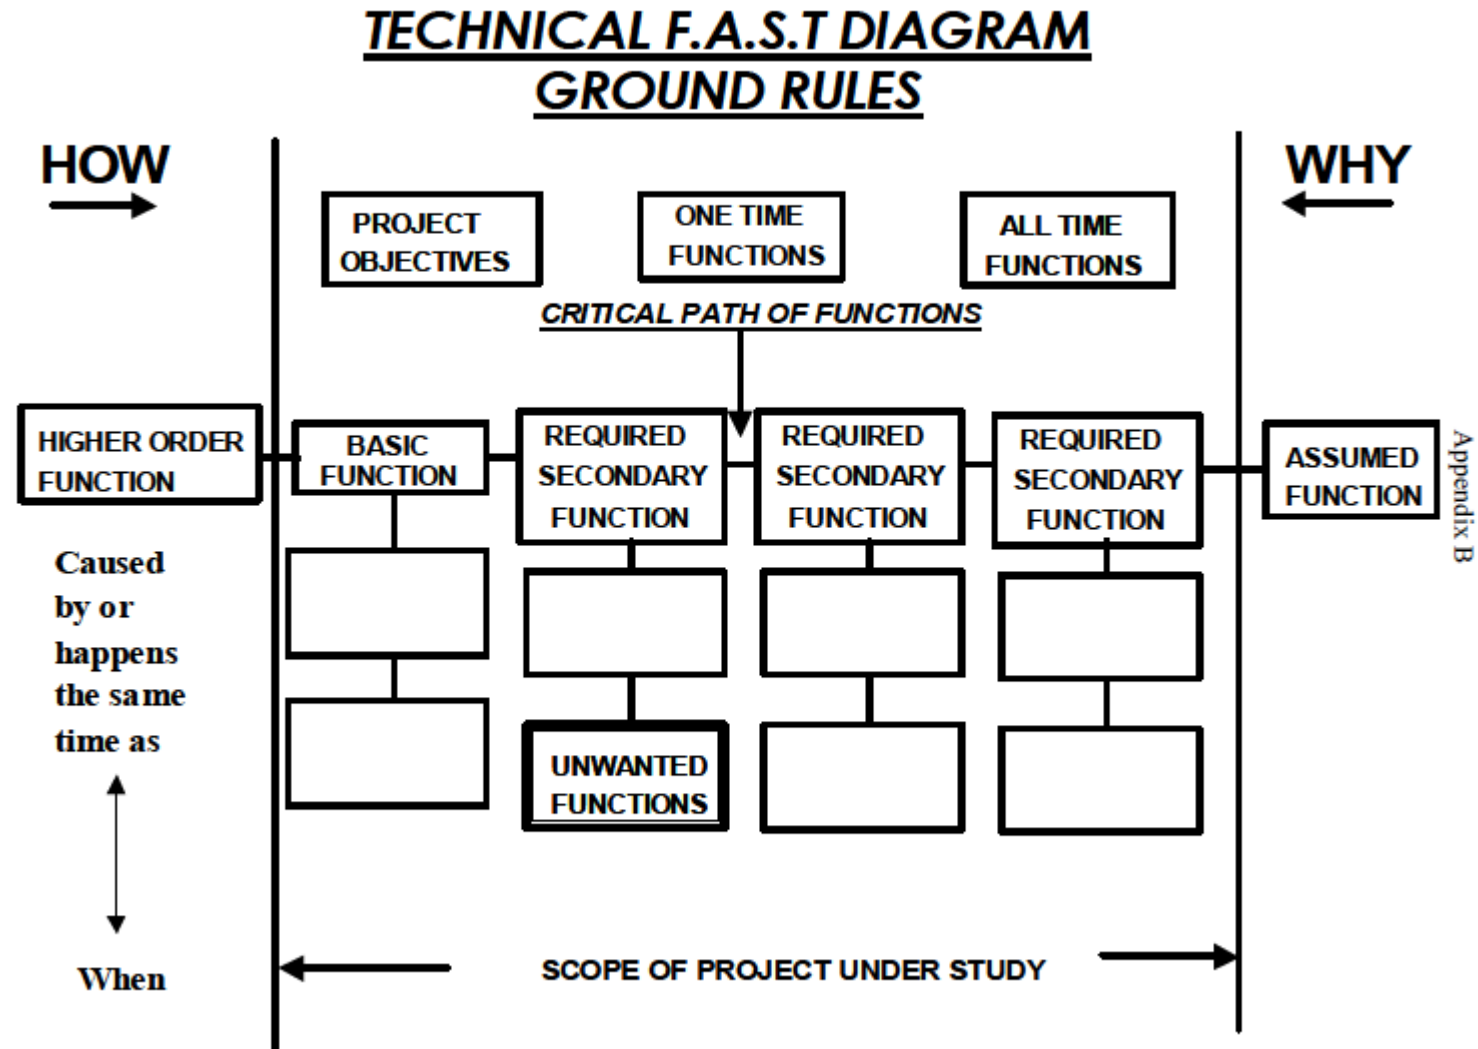 TECHNICAL F.A.S.T DIAGRAM
GROUND RULES
HOW
WHY
PROJECT
OBJECTIVES
ONE TIME
FUNCTIONS
ALL TIME
FUNCTIONS
CRITICAL PATH OF FUNCTIONS
HIGHER ORDER
FUNCTION
BASIC
FUNCTION
REQUIRED
SECONDARY
FUNCTION
REQUIRED
SECONDARY
FUNCTION
REQUIRED
SECONDARY
FUNCTION
ASSUMED
FUNCTION
Appendix B
Caused
by or
happens
the same
time as
When
UNWANTED
FUNCTIONS
SCOPE OF PROJECT UNDER STUDY